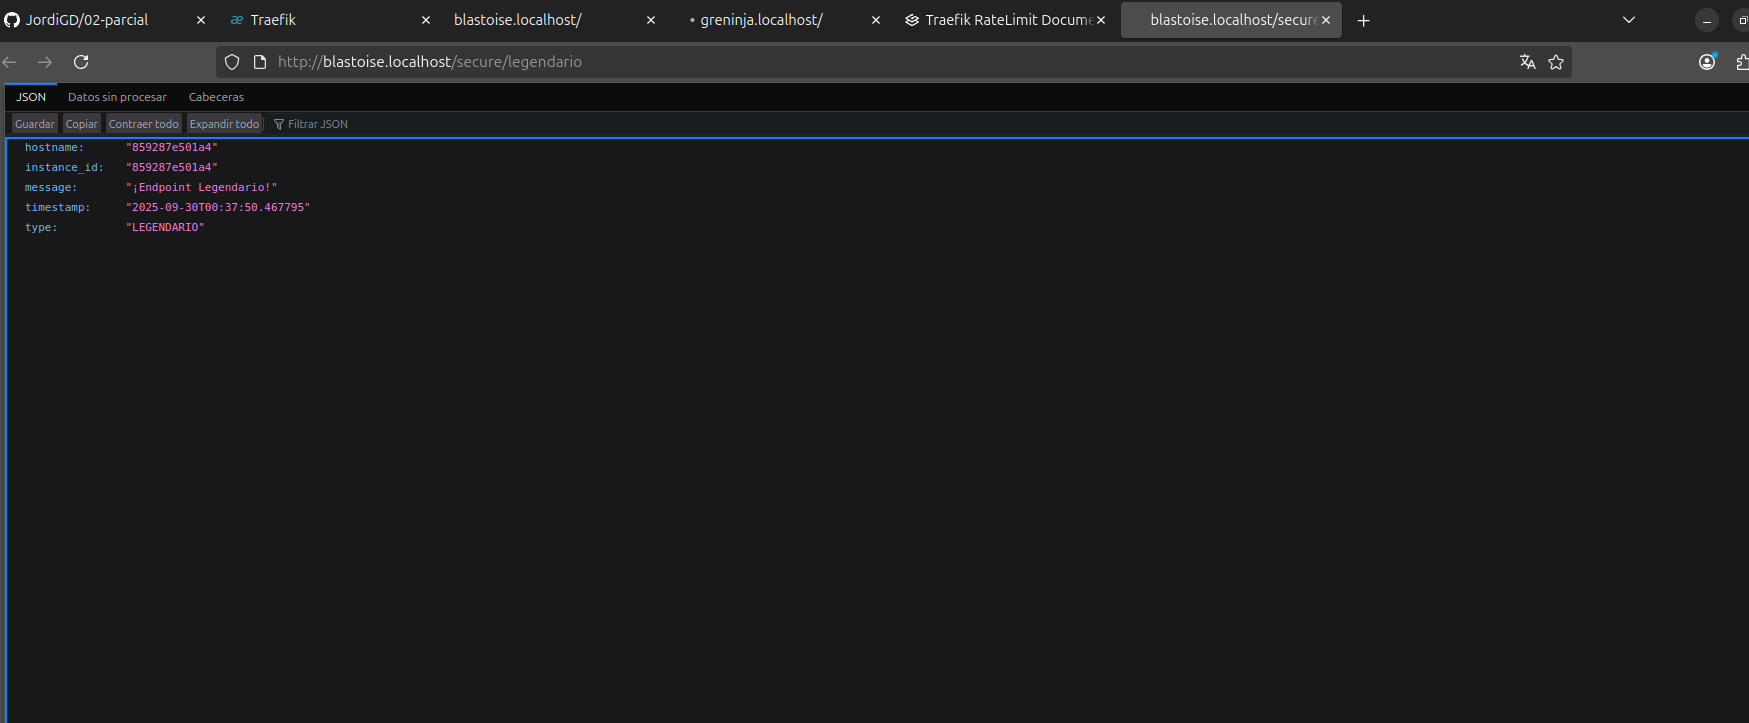 JordiGD/02-parcial
Traefik
blastoise.localhost/
greninja.localhost/
Traefik RateLimit Docume
blastoise.localhost/secure
http://blastoise.localhost/secure/legendario
JSON
Datos sin procesar
Cabeceras
Guardar
Copiar
Contraer todo
Expandir todo
Filtrar JSON
hostname: "859287e501a4"
instance_id: "859287e501a4"
message: "¡Endpoint Legendario!"
timestamp: "2025-09-30T00:37:50.467795"
type: "LEGENDARIO"